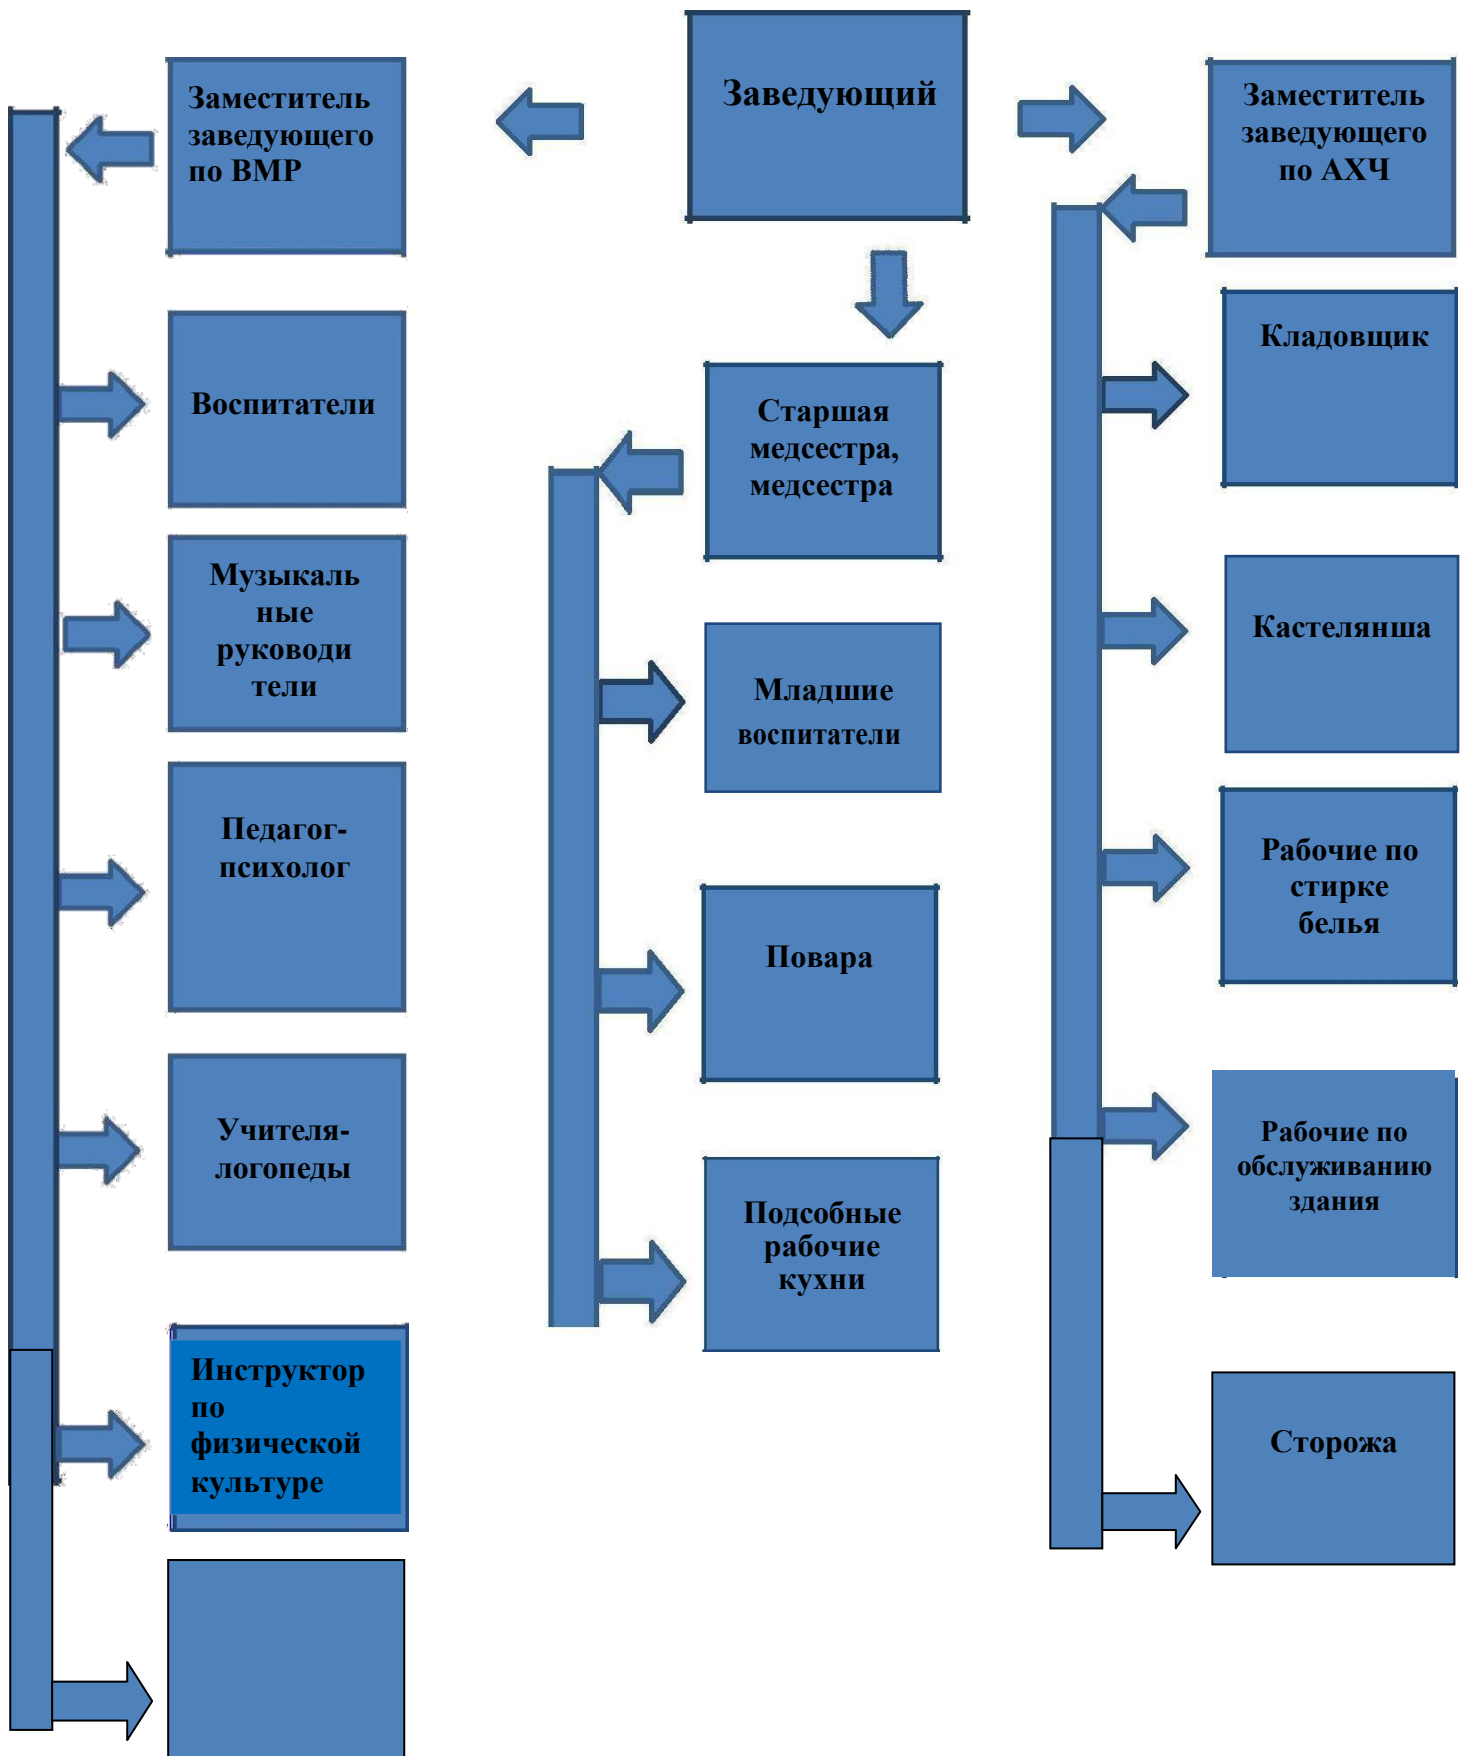 Заведующий
Заместитель
заведующего
по ВМР
Воспитатели
Музыкаль
ные
руководи
тели
Педагог-
психолог
Учителя-
логопеды
Инструктор
по
физической
культуре
Старшая
медсестра,
медсестра
Младшие
воспитатели
Повара
Подсобные
рабочие
кухни
Заместитель
заведующего
по АХЧ
Кладовщик
Кастелянша
Рабочие по
стирке
белья
Рабочие по
обслуживанию
здания
Сторожа